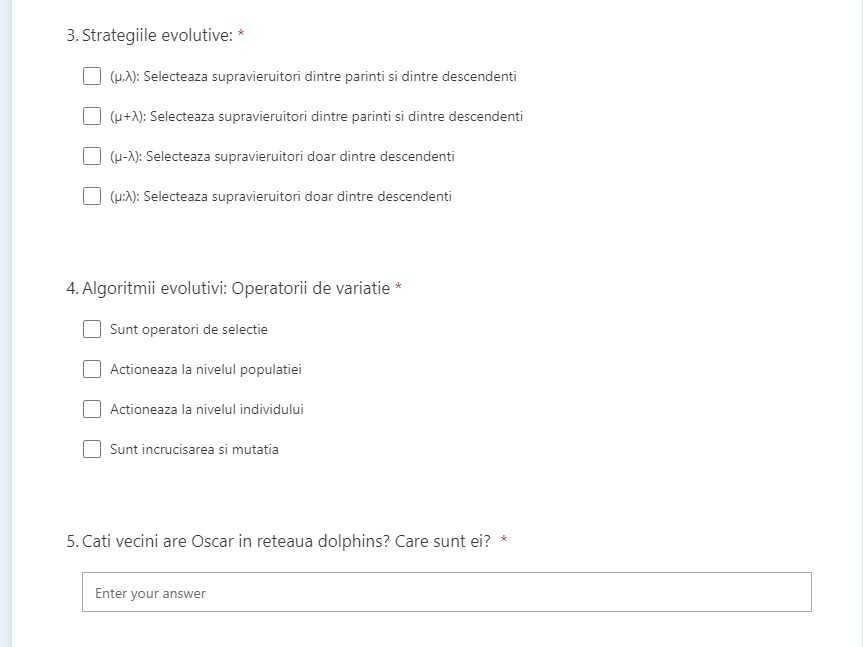 3. Strategiile evolutive: *
(μ,λ): Selecteaza supravieruitori dintre parinti si dintre descendenti
(μ+λ): Selecteaza supravieruitori dintre parinti si dintre descendenti
(μ-λ): Selecteaza supravieruitori doar dintre descendenti
(μ:λ): Selecteaza supravieruitori doar dintre descendenti
4. Algoritmii evolutivi: Operatorii de variatie *
Sunt operatori de selectie
Actioneaza la nivelul populatiei
Actioneaza la nivelul individului
Sunt incrucisarea si mutatia
5. Cati vecini are Oscar in reteaua dolphins? Care sunt ei? *
Enter your answer